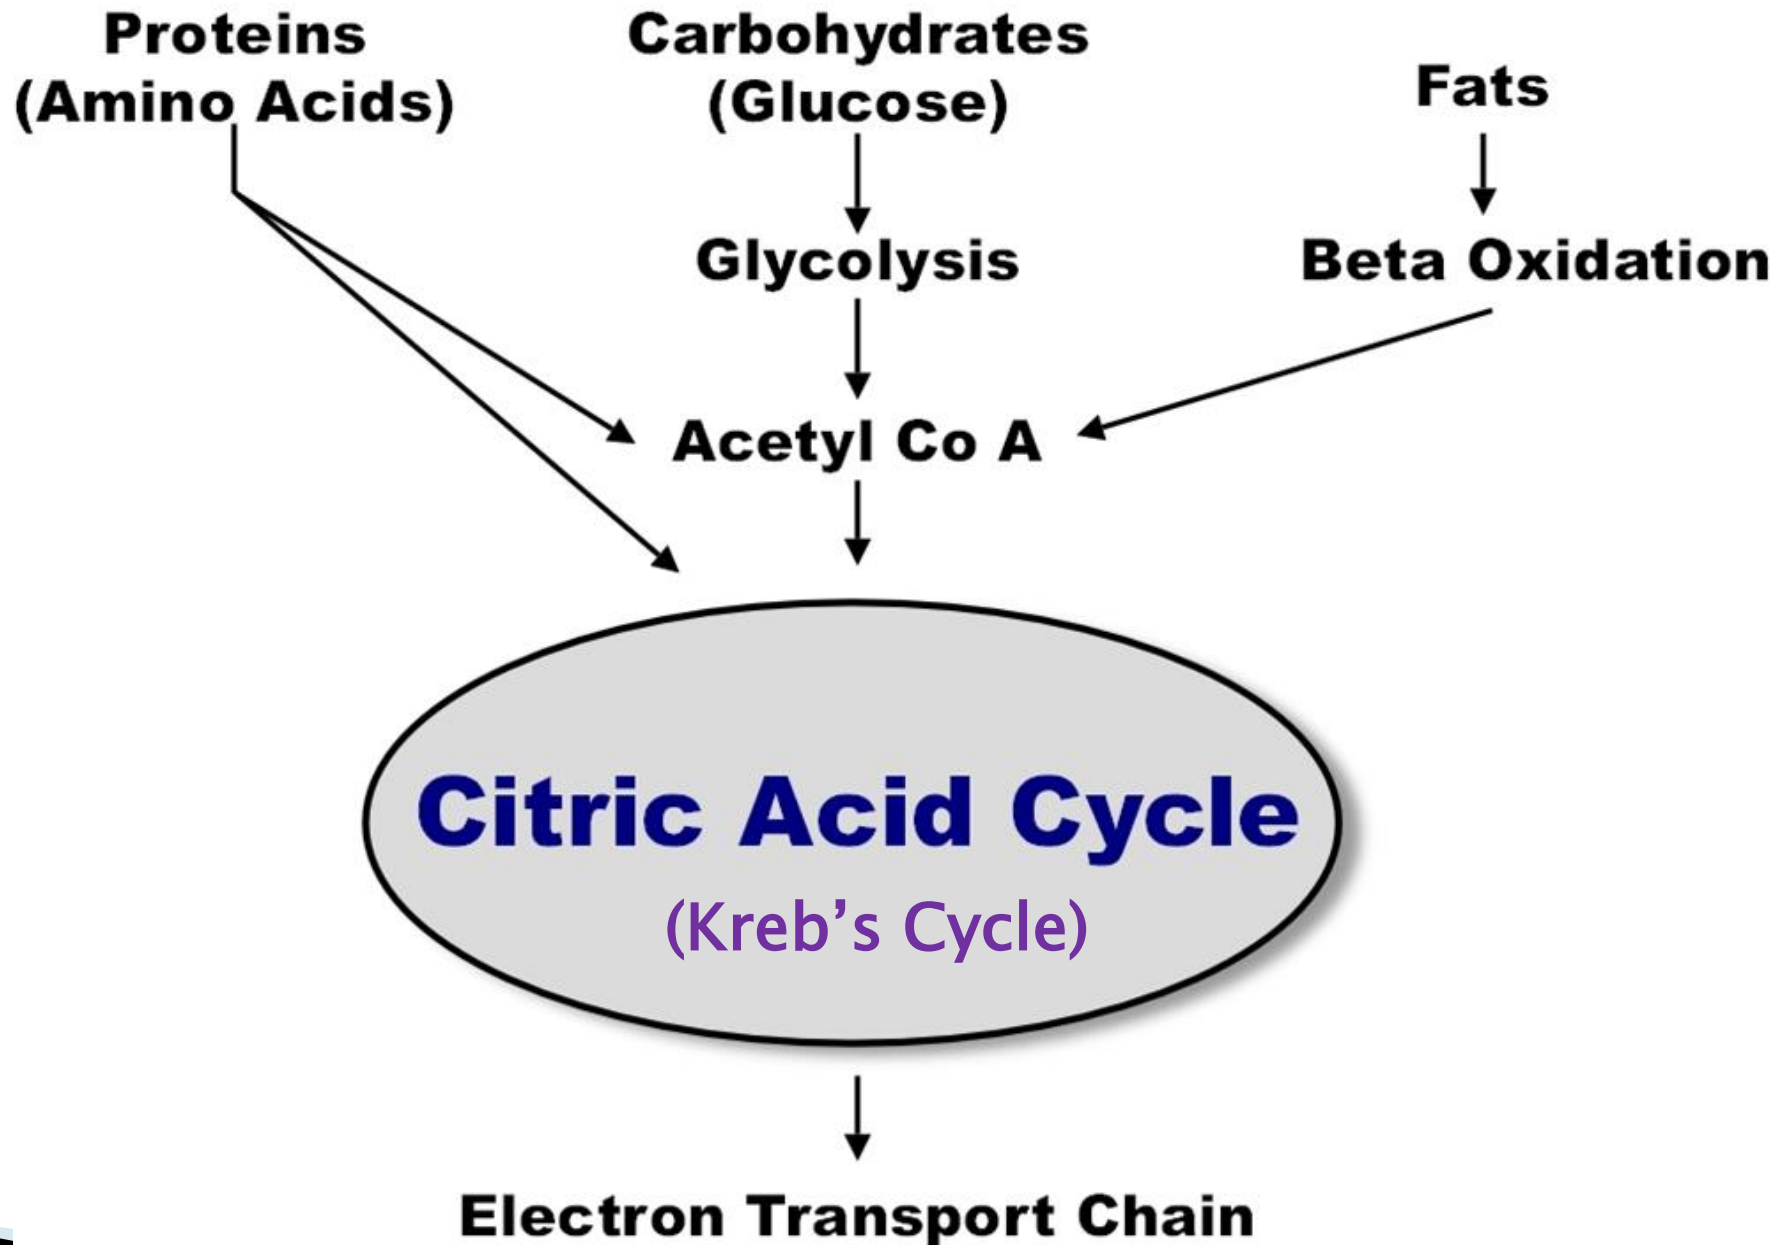 Proteins
(Amino Acids)
Carbohydrates
(Glucose)
Fats
Glycolysis
Beta Oxidation
Acetyl Co A
Citric Acid Cycle
(Kreb’s Cycle)
Electron Transport Chain